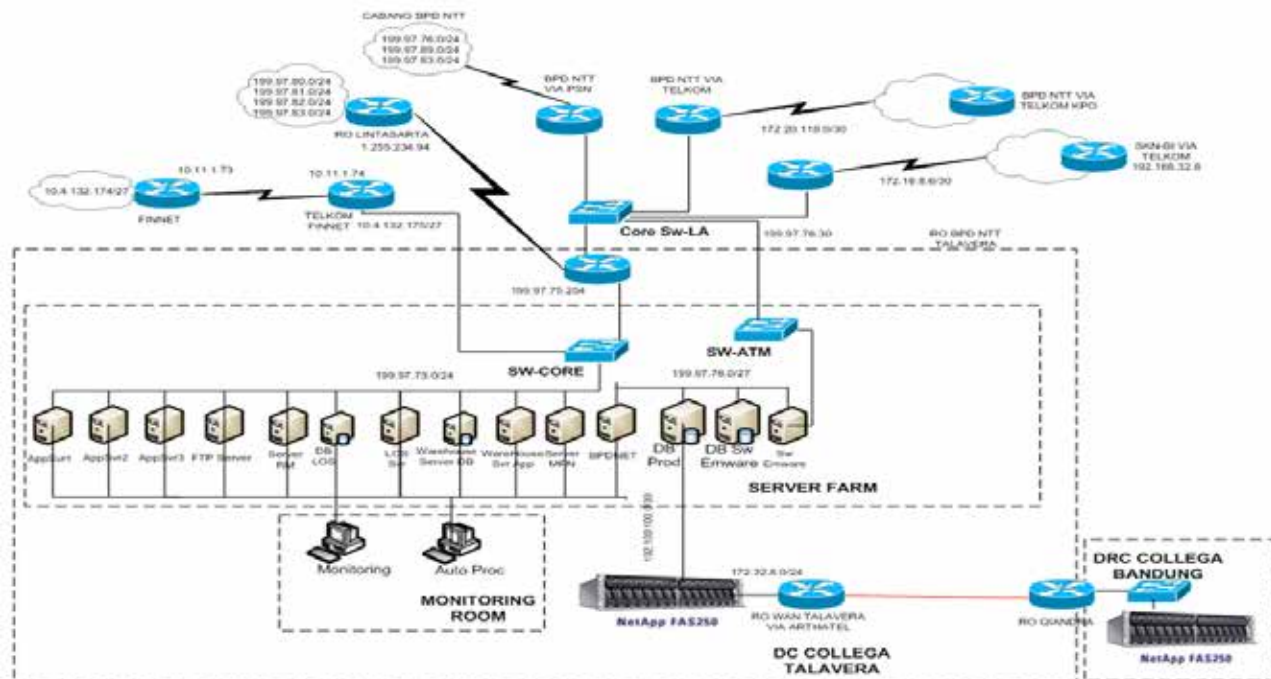 CABANG BPD NTT
199.97.76.0/24
199.97.89.0/24
199.97.83.0/24
199.97.80.0/24
199.97.81.0/24
199.97.82.0/24
199.97.83.0/24
BPD NTT
VIA PSN
BPD NTT VIA
TELKOM
BPD NTT VIA
TELKOM KPO
172.20.118.0/30
RO LINTASARTA
1.255.234.94
SKN-BI VIA
TELKOM
192.168.32.6
172.19.8.6/30
10.11.1.73
10.11.1.74
10.4.132.174/27
FINNET
TELKOM
FINNET
10.4.132.175/27
Core Sw-LA
199.97.76.30
RO BPD NTT
TALAVERA
199.97.75.204
SW-CORE
SW-ATM
199.97.75.0/24
199.97.76.0/27
AppSur1
AppSvr2
AppSvr3
FTP Server
Server
DB
LOS
LOS
Svr
Warehouse
Server DB
WareHouse
Svr App
Server
MPN
BPDNET
DB
Prod
DB Sw
Emware
Sw
Emware
SERVER FARM
Monitoring
Auto Proc
MONITORING
ROOM
NetApp FAS250
172.32.6.0/24
RO WAN TALAVERA
VIA ARTHATEL
DC COLLEGA
TALAVERA
RO QIANDRA
DRC COLLEGA
BANDUNG
NetApp FAS250